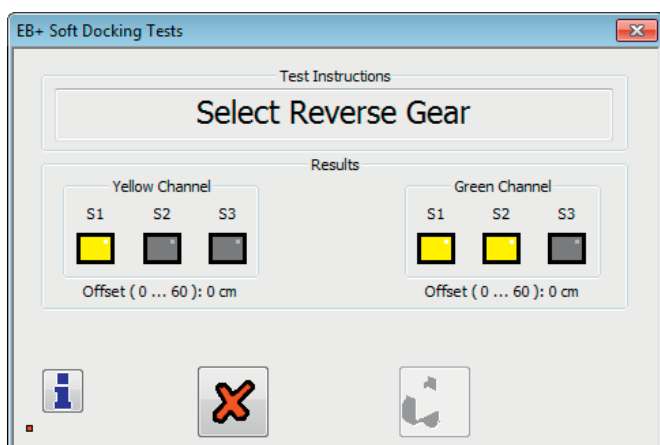 EB+ Soft Docking Tests
Test Instructions
Select Reverse Gear
Results
Yellow Channel
S1 S2 S3
Offset ( 0 ... 60 ): 0 cm
Green Channel
S1 S2 S3
Offset ( 0 ... 60 ): 0 cm